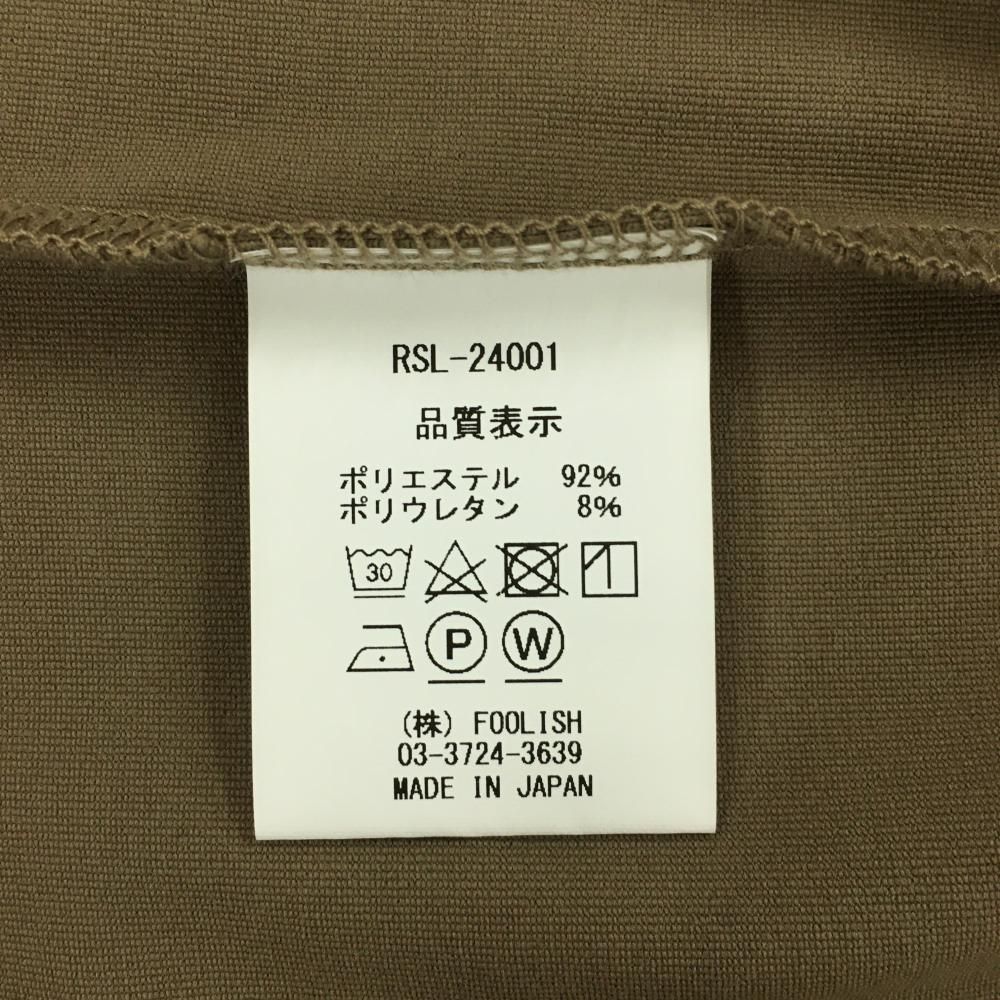 RSL-24001
品質表示
ポリエステル 92%
ポリウレタン 8%
30
P W
(株) FOOLISH
03-3724-3639
MADE IN JAPAN